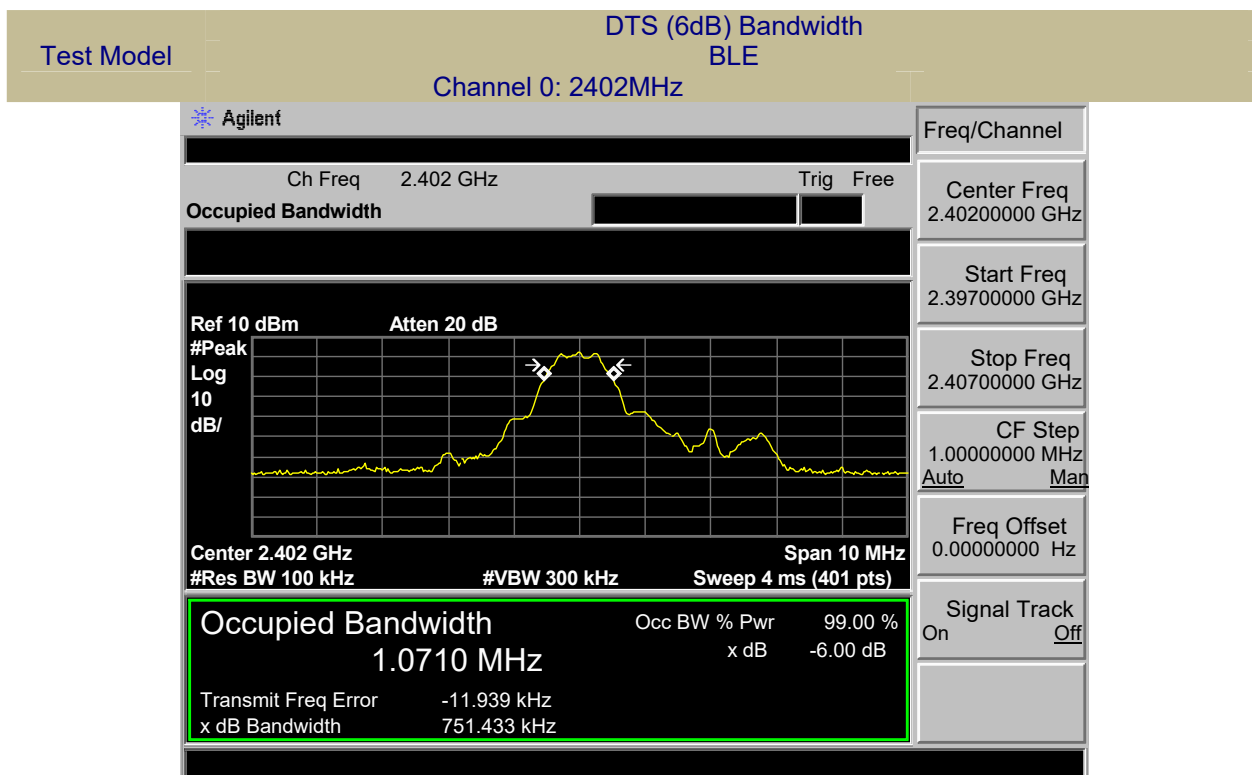 DTS (6dB) Bandwidth
Test Model BLE
Channel 0: 2402MHz
Agilent
Freq/Channel
Ch Freq 2.402 GHz Trig Free
Occupied Bandwidth
Center Freq
2.40200000 GHz
Start Freq
2.39700000 GHz
Stop Freq
2.40700000 GHz
CF Step
1.00000000 MHz
Auto Man
Freq Offset
0.00000000 Hz
Signal Track
On Off
Ref 10 dBm Atten 20 dB
#Peak
Log
10
dB/
Center 2.402 GHz Span 10 MHz
#Res BW 100 kHz #VBW 300 kHz Sweep 4 ms (401 pts)
Occupied Bandwidth Occ BW % Pwr 99.00 %
1.0710 MHz x dB -6.00 dB
Transmit Freq Error -11.939 kHz
x dB Bandwidth 751.433 kHz